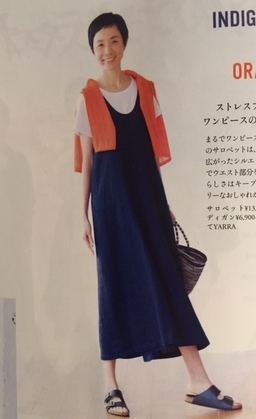 INDIG
ORA
ストレスフ
ワンピースの
まるでワンピー
のサロペットは、
広がったシルエ
でウエスト部分
らしさはキープ
リーなおしゃれ
サロペット¥13,
ディガン¥6,900
てYARRA